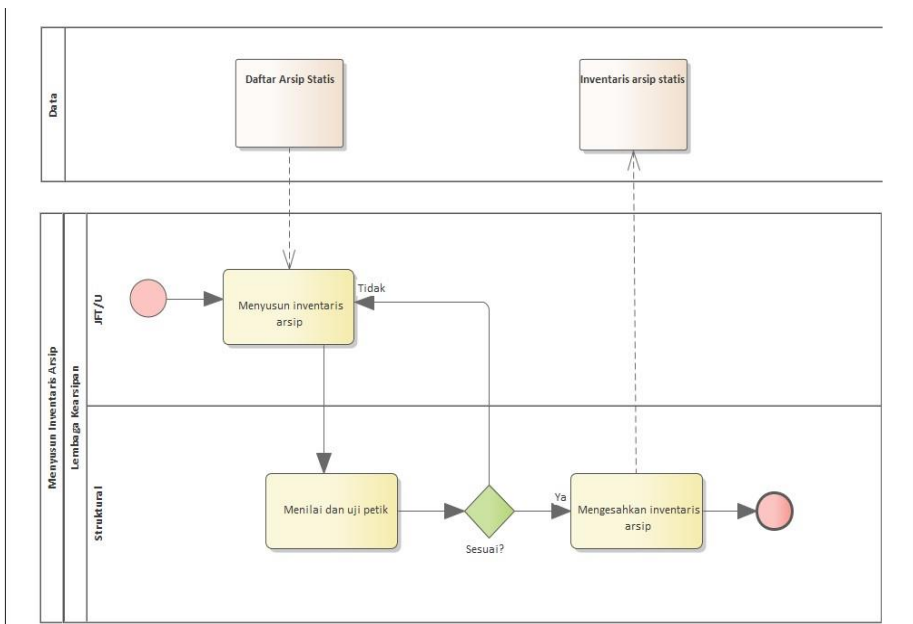 Data
Daftar Arsip Statis
Inventaris arsip statis
Menyusun Inventaris Arsip
Lembaga Kearsipan
JFT/U
Menyusun inventaris
arsip
Tidak
Struktural
Menilai dan uji petik
Sesuai?
Ya
Mengesahkan inventaris
arsip